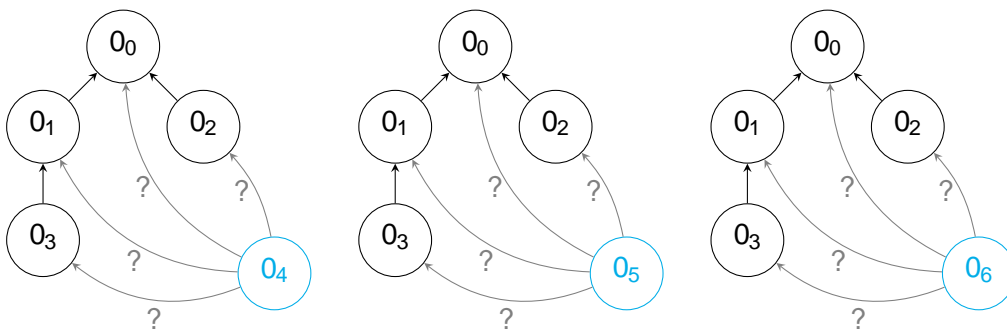 0₀ 0₀ 0₀
0₁ 0₂ 0₁ 0₂ 0₁ 0₂
? ? ? ? ? ?
0₃ 0₃ 0₃
? ? ?
0₄ 0₅ 0₆
? ? ?